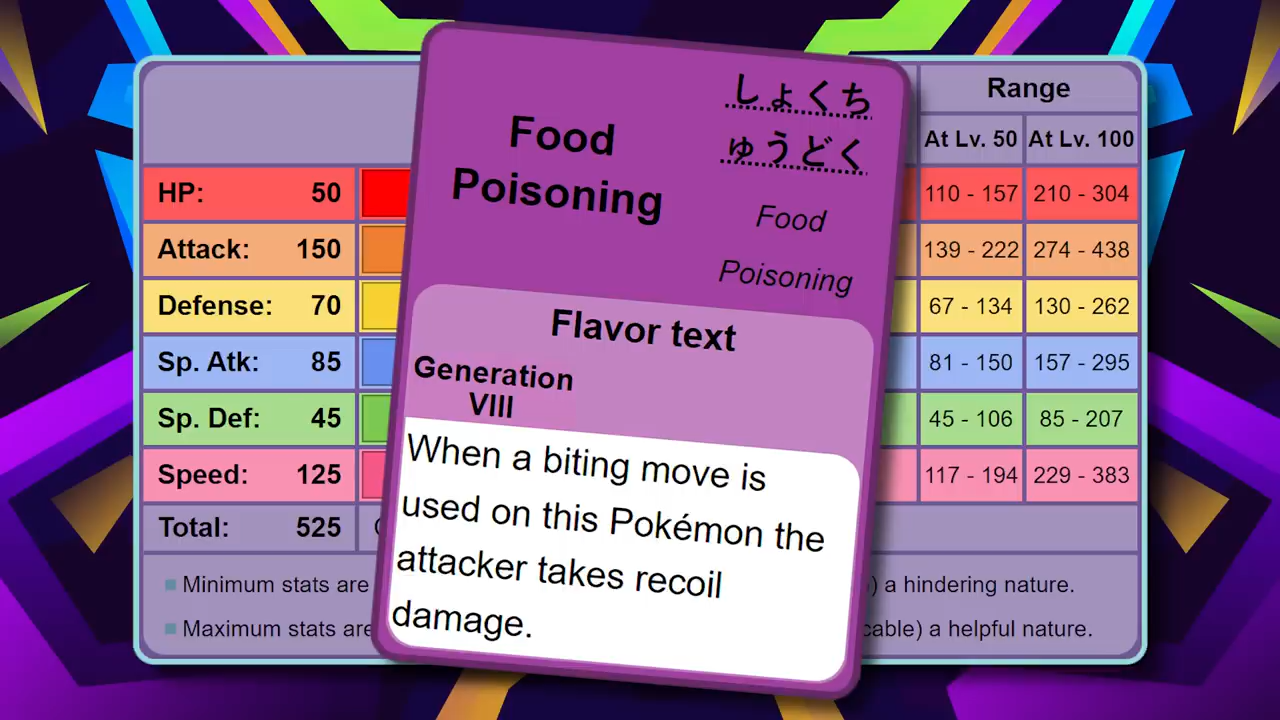 Range
At Lv. 50 At Lv. 100
HP: 50 110 - 157 210 - 304
Attack: 150 139 - 222 274 - 438
Defense: 70 67 - 134 130 - 262
Sp. Atk: 85 81 - 150 157 - 295
Sp. Def: 45 45 - 106 85 - 207
Speed: 125 117 - 194 229 - 383
Total: 525
Minimum stats are
a hindering nature.
Maximum stats are
a helpful nature.
Food
Poisoning
しょくち
ゅうどく
Food
Poisoning
Flavor text
Generation
VIII
When a biting move is
used on this Pokémon the
attacker takes recoil
damage.